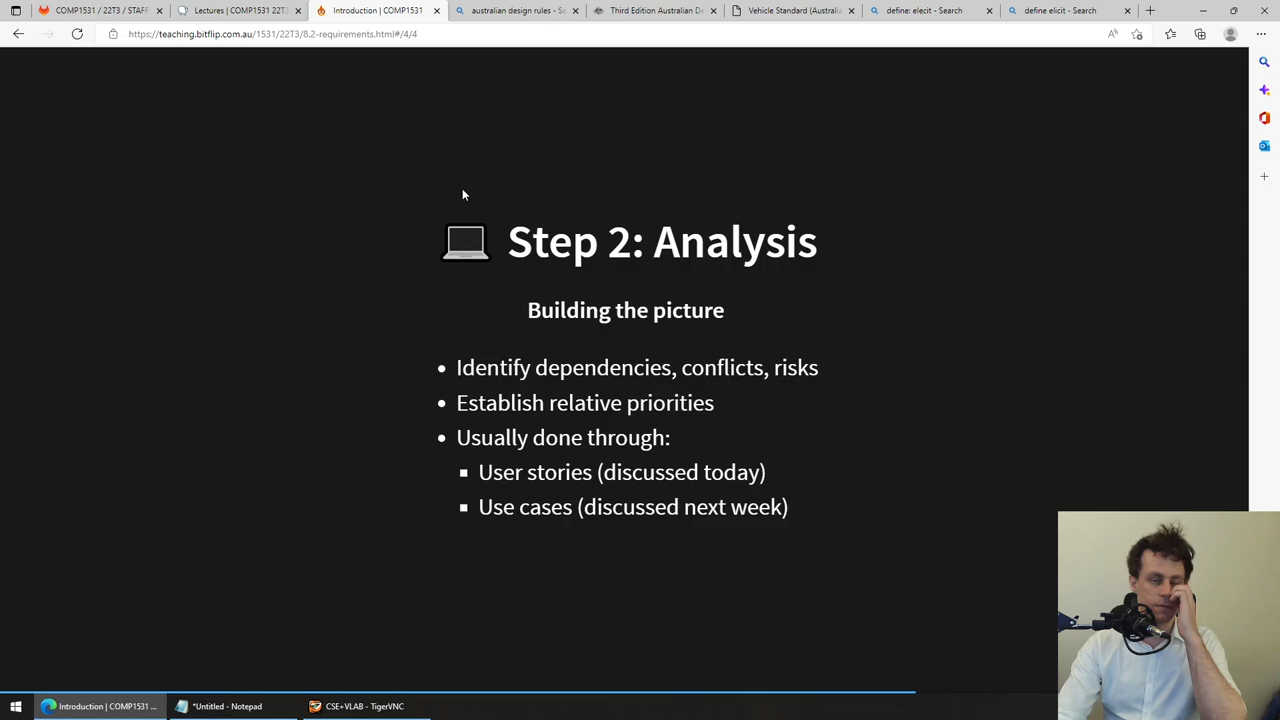 COMP1531 / 22T3 / STAFF
Lectures | COMP1531 22T3
Introduction | COMP1531
australian design rules - Se
Third Edition Australian De
Vehicle Standard (Australia
define: elecit - Search
define elicit - Search
https://teaching.bitflip.com.au/1531/22T3/8.2-requirements.html#/4/4
Step 2: Analysis
Building the picture
• Identify dependencies, conflicts, risks
• Establish relative priorities
• Usually done through:
▪ User stories (discussed today)
▪ Use cases (discussed next week)
Introduction | COMP1531 ...
*Untitled - Notepad
CSE+VLAB - TigerVNC